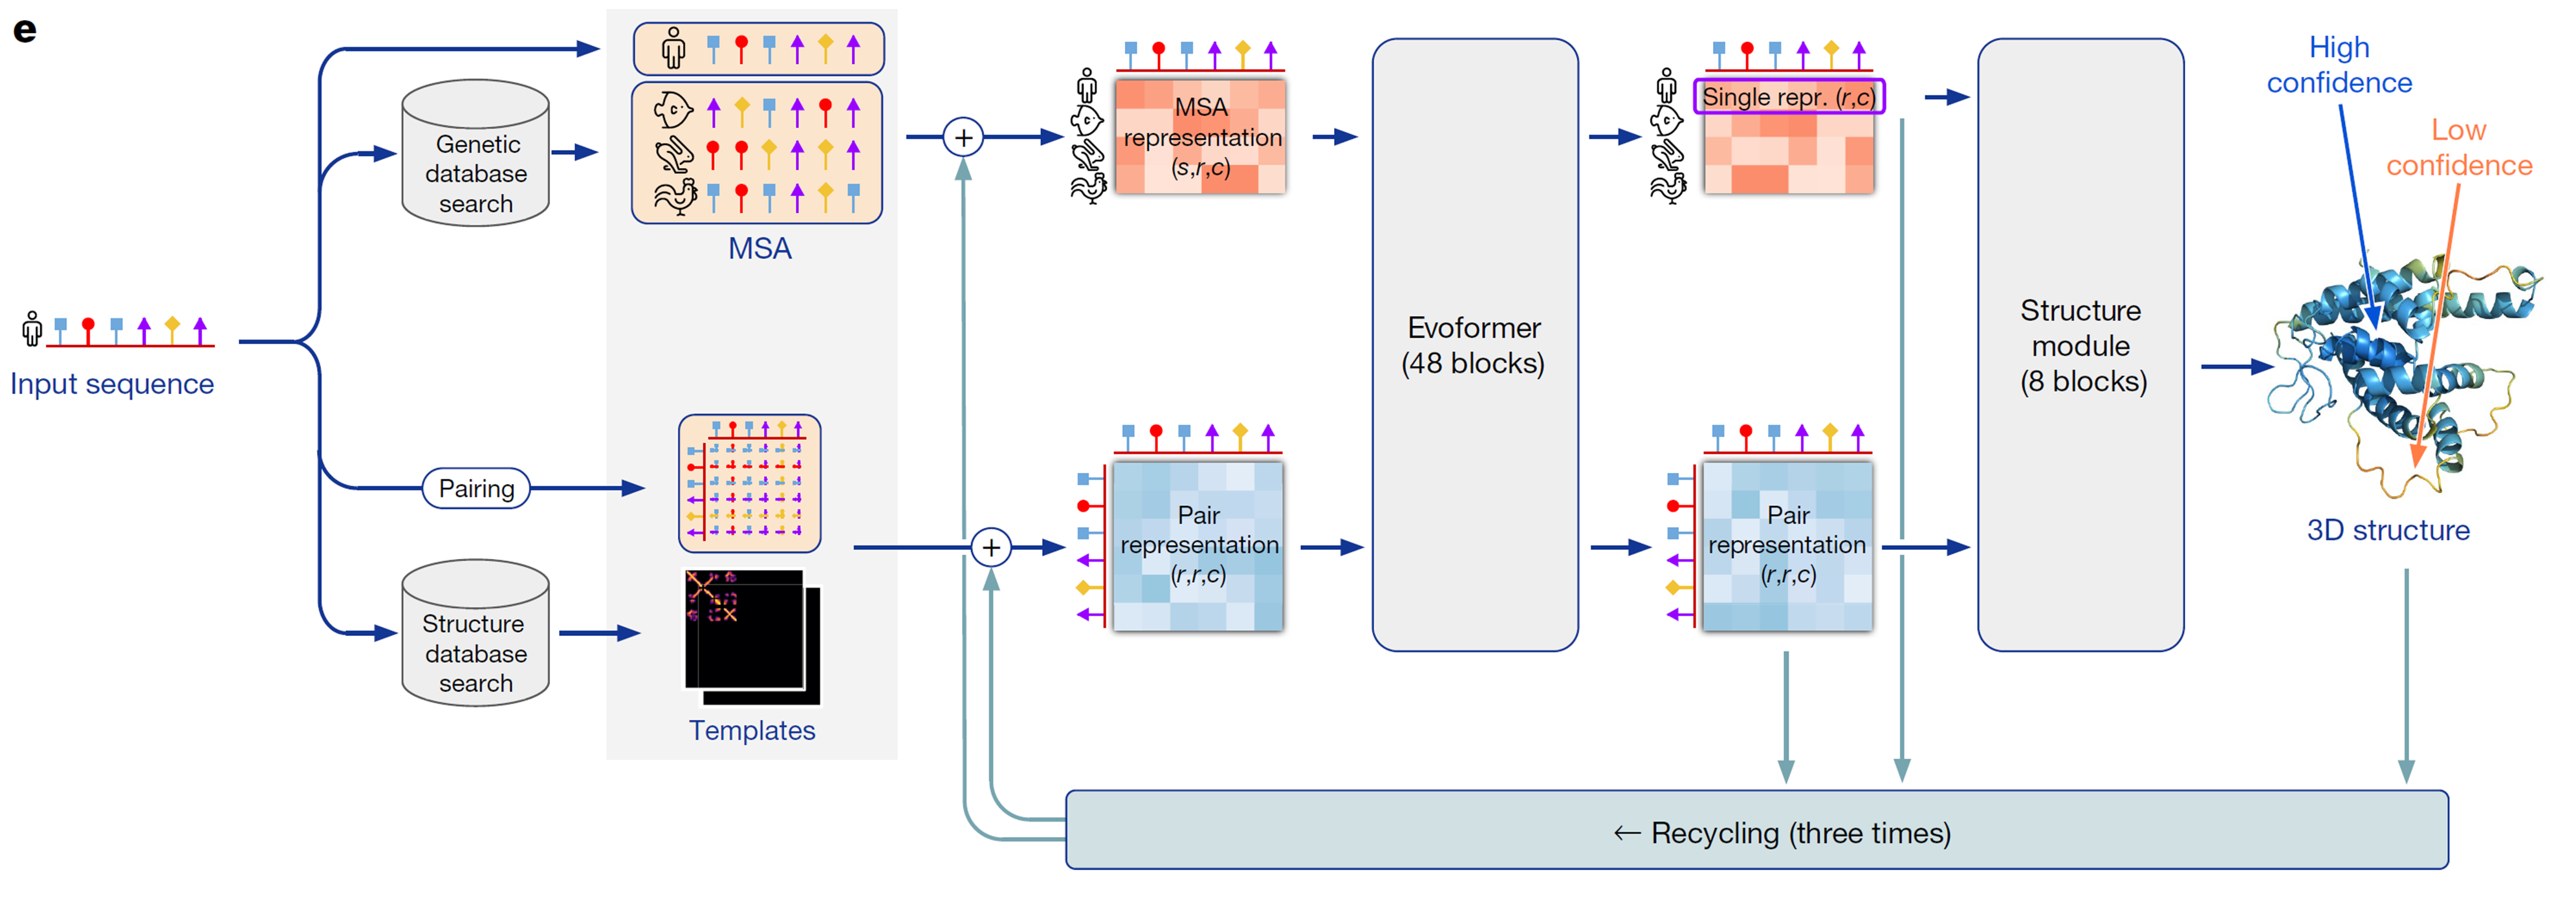 e
Input sequence
Genetic
database
search
MSA
Pairing
Structure
database
search
Templates
+
+
MSA
representation
(s,r,c)
Pair
representation
(r,r,c)
Evoformer
(48 blocks)
Single repr. (r,c)
Pair
representation
(r,r,c)
Structure
module
(8 blocks)
High
confidence
Low
confidence
3D structure
← Recycling (three times)